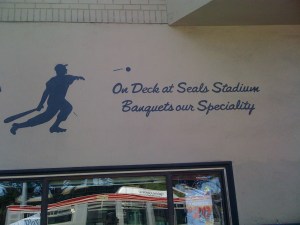 On Deck at Seals Stadium
Banquets our Speciality